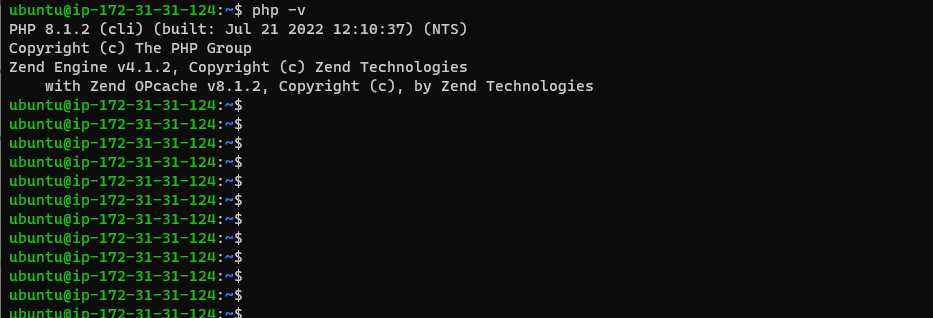 ubuntu@ip-172-31-31-124:~$ php -v
PHP 8.1.2 (cli) (built: Jul 21 2022 12:10:37) (NTS)
Copyright (c) The PHP Group
Zend Engine v4.1.2, Copyright (c) Zend Technologies
    with Zend OPcache v8.1.2, Copyright (c), by Zend Technologies
ubuntu@ip-172-31-31-124:~$
ubuntu@ip-172-31-31-124:~$
ubuntu@ip-172-31-31-124:~$
ubuntu@ip-172-31-31-124:~$
ubuntu@ip-172-31-31-124:~$
ubuntu@ip-172-31-31-124:~$
ubuntu@ip-172-31-31-124:~$
ubuntu@ip-172-31-31-124:~$
ubuntu@ip-172-31-31-124:~$
ubuntu@ip-172-31-31-124:~$
ubuntu@ip-172-31-31-124:~$
ubuntu@ip-172-31-31-124:~$